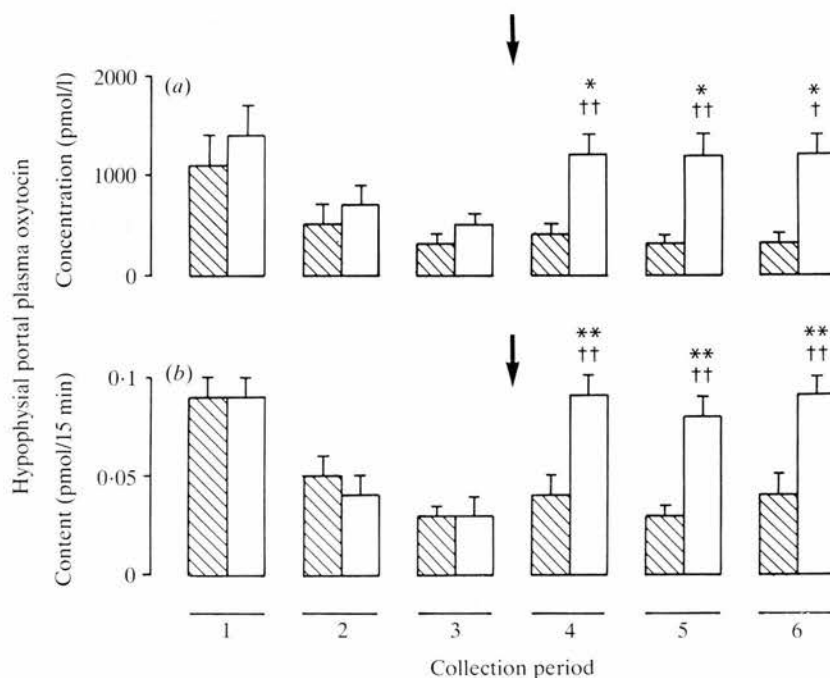 Hypophysial portal plasma oxytocin
Concentration (pmol/l)
2000
1000
0
(a)
*
††
*
††
*
†
Content (pmol/15 min)
0·1
0·05
0
(b)
**
††
**
††
**
††
1 2 3 4 5 6
Collection period